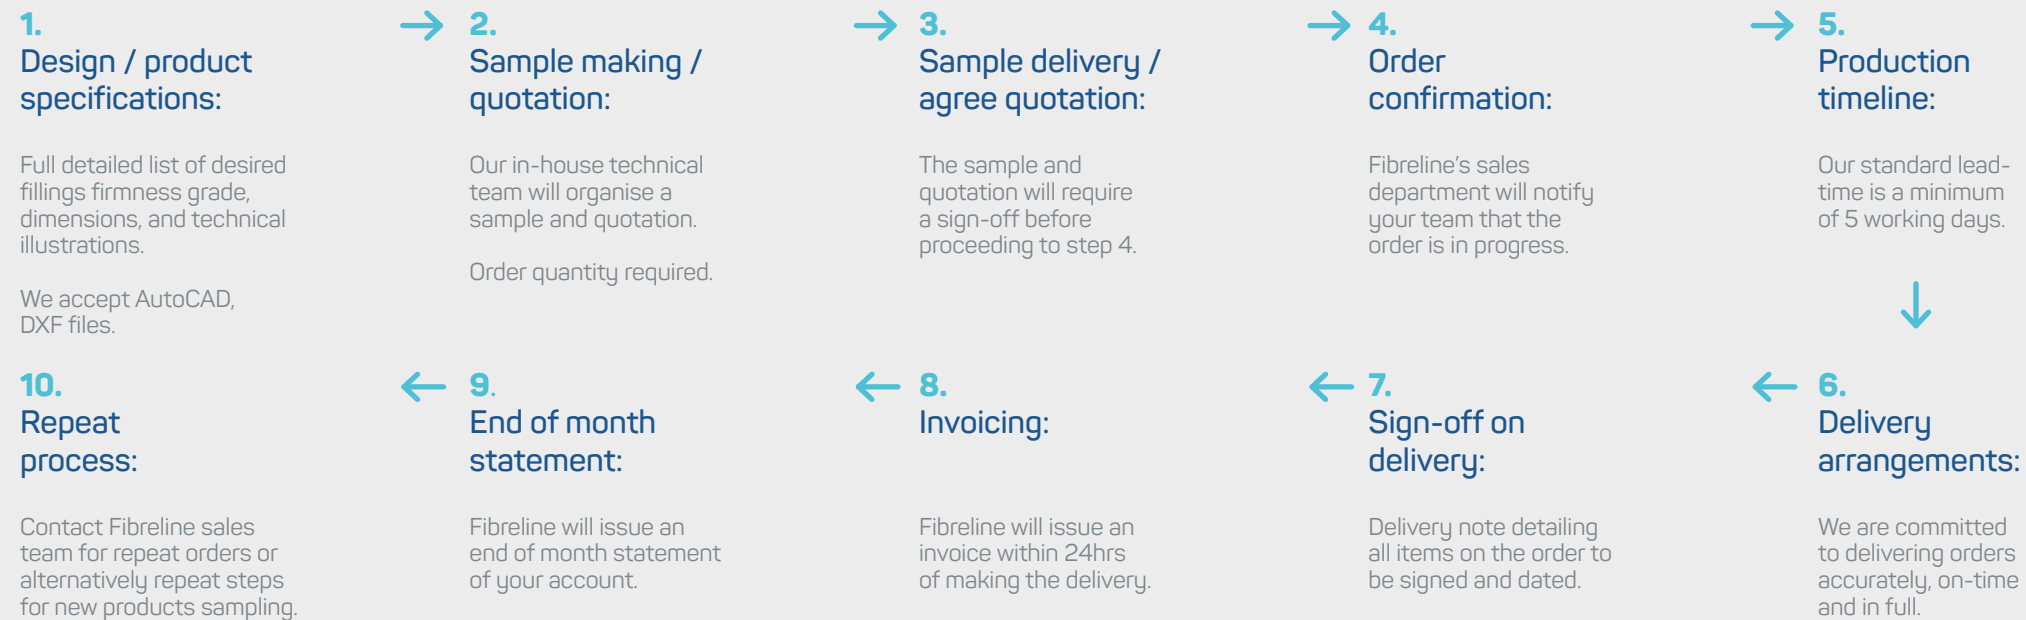 1.
Design / product
specifications:
Full detailed list of desired
fillings firmness grade,
dimensions, and technical
illustrations.
We accept AutoCAD,
DXF files.
2.
Sample making /
quotation:
Our in-house technical
team will organise a
sample and quotation.
Order quantity required.
3.
Sample delivery /
agree quotation:
The sample and
quotation will require
a sign-off before
proceeding to step 4.
4.
Order
confirmation:
Fibreline's sales
department will notify
your team that the
order is in progress.
5.
Production
timeline:
Our standard lead-
time is a minimum
of 5 working days.
6.
Delivery
arrangements:
We are committed
to delivering orders
accurately, on-time
and in full.
7.
Sign-off on
delivery:
Delivery note detailing
all items on the order to
be signed and dated.
8.
Invoicing:
Fibreline will issue an
invoice within 24hrs
of making the delivery.
9.
End of month
statement:
Fibreline will issue an
end of month statement
of your account.
10.
Repeat
process:
Contact Fibreline sales
team for repeat orders or
alternatively repeat steps
for new products sampling.